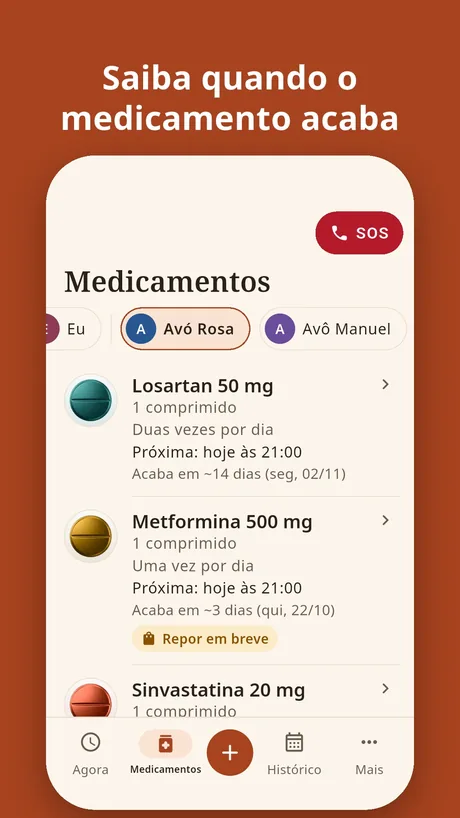 Saiba quando o
medicamento acaba
SOS
Medicamentos
E Eu
A Avó Rosa
A Avô Manuel
Losartan 50 mg
1 comprimido
Duas vezes por dia
Próxima: hoje às 21:00
Acaba em ~14 dias (seg, 02/11)
Metformina 500 mg
1 comprimido
Uma vez por dia
Próxima: hoje às 21:00
Acaba em ~3 dias (qui, 22/10)
Repor em breve
Sinvastatina 20 mg
1 comprimido
Agora
Medicamentos
Histórico
Mais